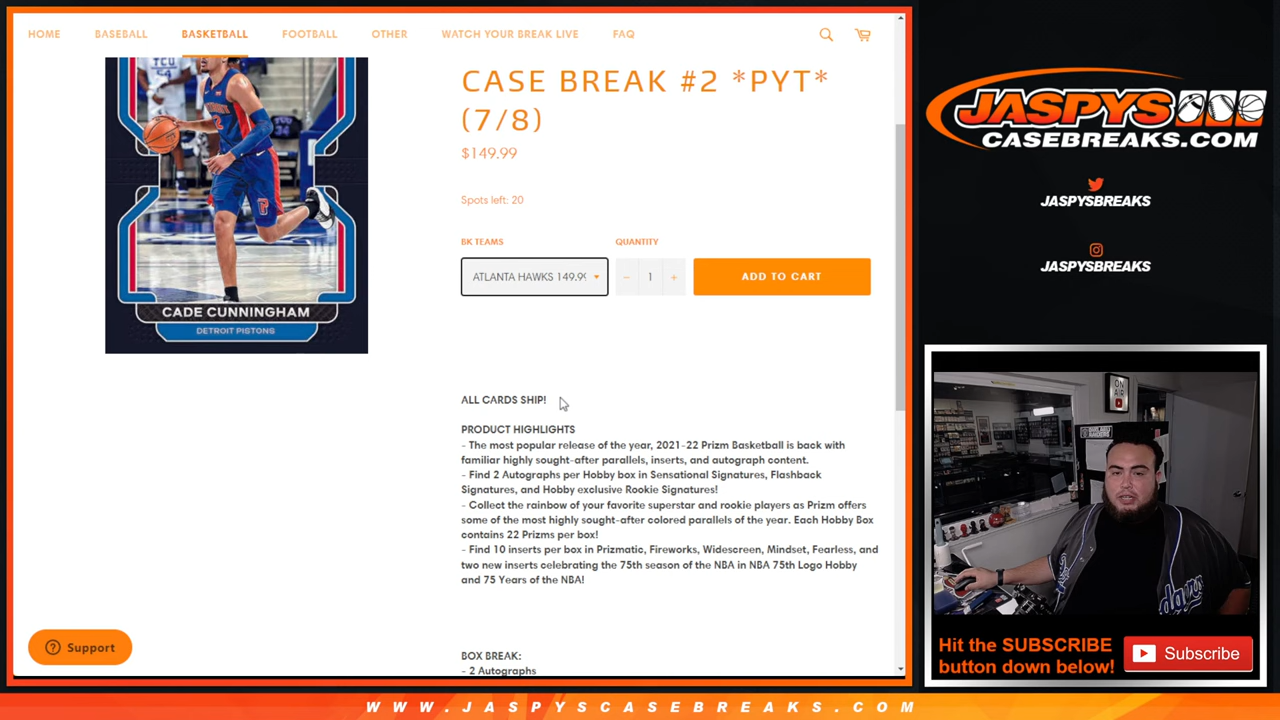 HOME BASEBALL BASKETBALL FOOTBALL OTHER WATCH YOUR BREAK LIVE FAQ
CASE BREAK #2 *PYT*
(7/8)
$149.99
Spots left: 20
BK TEAMS QUANTITY
ATLANTA HAWKS 149.99 − 1 + ADD TO CART
TCU
CADE CUNNINGHAM
DETROIT PISTONS
ALL CARDS SHIP!
PRODUCT HIGHLIGHTS
- The most popular release of the year, 2021-22 Prizm Basketball is back with
familiar highly sought-after parallels, inserts, and autograph content.
- Find 2 Autographs per Hobby box in Sensational Signatures, Flashback
Signatures, and Hobby exclusive Rookie Signatures!
- Collect the rainbow of your favorite superstar and rookie players as Prizm offers
some of the most highly sought-after colored parallels of the year. Each Hobby Box
contains 22 Prizms per box!
- Find 10 inserts per box in Prizmatic, Fireworks, Widescreen, Mindset, Fearless, and
two new inserts celebrating the 75th season of the NBA in NBA 75th Logo Hobby
and 75 Years of the NBA!
BOX BREAK:
- 2 Autographs
Support
JASPYS
CASEBREAKS.COM
JASPYSBREAKS
JASPYSBREAKS
ON
AIR
Hit the SUBSCRIBE
button down below!
Subscribe
WWW.JASPYSCASEBREAKS.COM